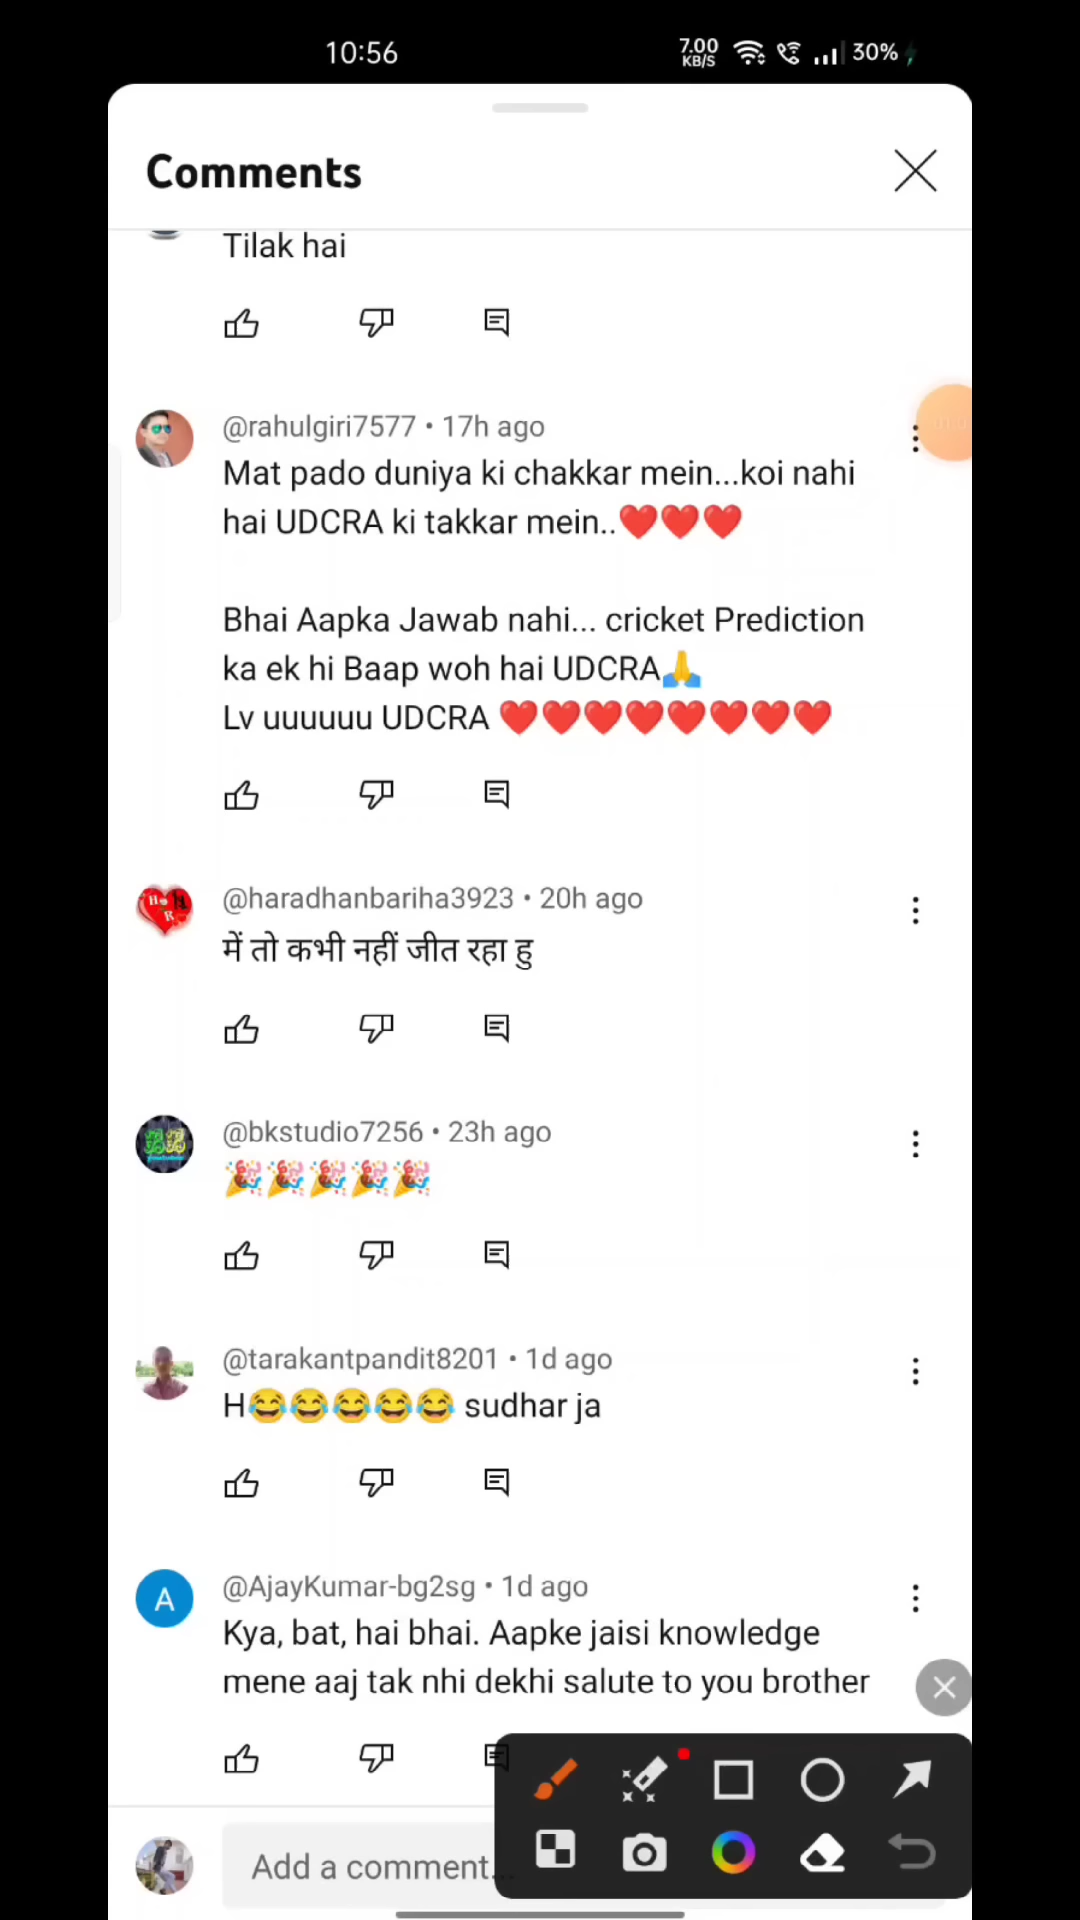 10:56
7.00
KB/S
30%
Comments
Tilak hai
@rahulgiri7577 • 17h ago
Mat pado duniya ki chakkar mein...koi nahi
hai UDCRA ki takkar mein..❤️❤️❤️
Bhai Aapka Jawab nahi... cricket Prediction
ka ek hi Baap woh hai UDCRA🙏
Lv uuuuuu UDCRA ❤️❤️❤️❤️❤️❤️❤️❤️
@haradhanbariha3923 • 20h ago
में तो कभी नहीं जीत रहा हु
@bkstudio7256 • 23h ago
🎉🎉🎉🎉🎉
@tarakantpandit8201 • 1d ago
H😂😂😂😂😂 sudhar ja
@AjayKumar-bg2sg • 1d ago
A
Kya, bat, hai bhai. Aapke jaisi knowledge
mene aaj tak nhi dekhi salute to you brother
Add a comment...